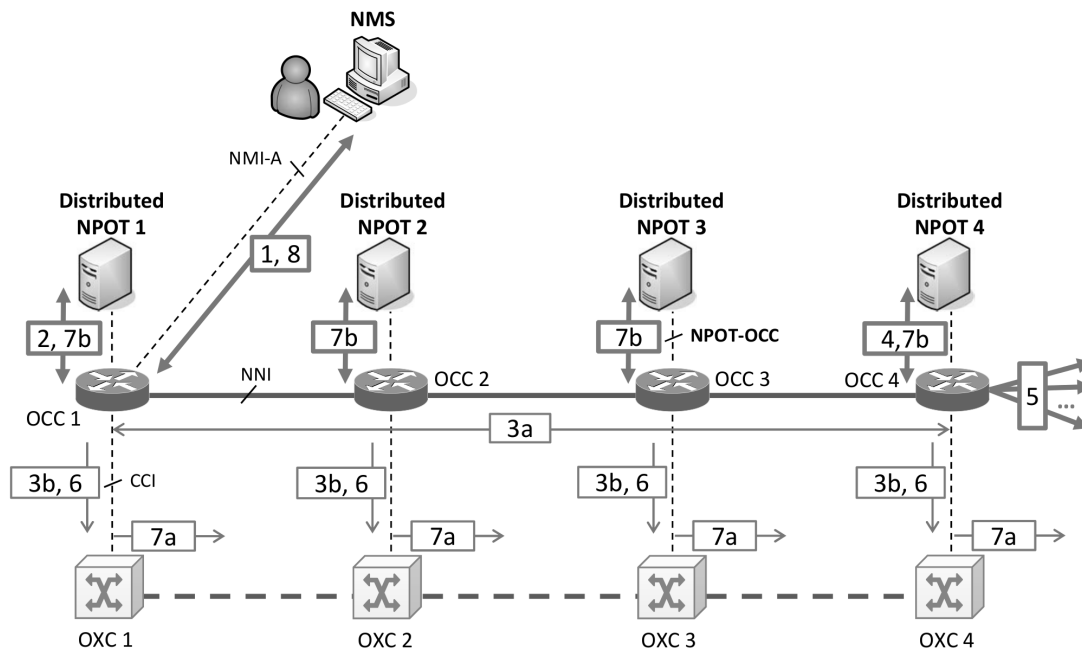 NMS
NMI-A
Distributed
NPOT 1
Distributed
NPOT 2
Distributed
NPOT 3
Distributed
NPOT 4
1, 8
2, 7b
7b
7b
NPOT-OCC
4,7b
OCC 1
NNI
OCC 2
OCC 3
OCC 4
5
...
3a
3b, 6
CCI
3b, 6
3b, 6
3b, 6
7a
7a
7a
7a
OXC 1
OXC 2
OXC 3
OXC 4